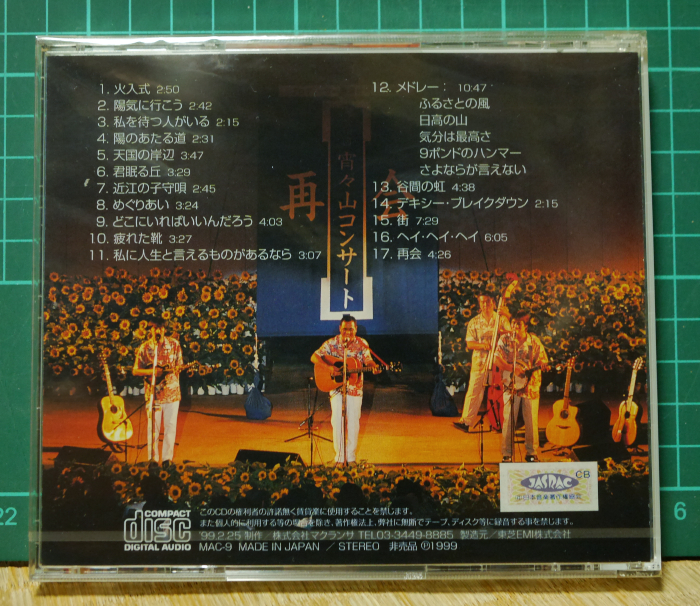 1. 火入式 2:50
2. 陽気に行こう 2:42
3. 私を待つ人がいる 2:15
4. 陽のあたる道 2:31
5. 天国の岸辺 3:47
6. 君眠る丘 3:29
7. 近江の子守唄 2:45
8. めぐりあい 3:24
9. どこにいればいいんだろう 4:03
10. 疲れた靴 3:27
11. 私に人生と言えるものがあるなら 3:07
12. メドレー： 10:47
ふるさとの風
日高の山
気分は最高さ
9ポンドのハンマー
さよならが言えない
13. 谷間の虹 4:38
14. デキシー・ブレイクダウン 2:15
15. 街 7:29
16. ヘイ・ヘイ・ヘイ 6:05
17. 再会 4:26
再会
宵々山コンサート
CB
JASRAC
COMPACT
disc
DIGITAL AUDIO
このCDの権利者の許諾無く賃貸業に使用することを禁じます。
また個人的に利用する等の場合を除き、著作権法上、弊社に無断でテープ、ディスク等に録音する事を禁じます。
'99.2.25 制作／株式会社マクランサ TEL03-3449-8885 製造元／東芝EMI株式会社
MAC-9 MADE IN JAPAN ／STEREO 非売品 ℗1999
22
6